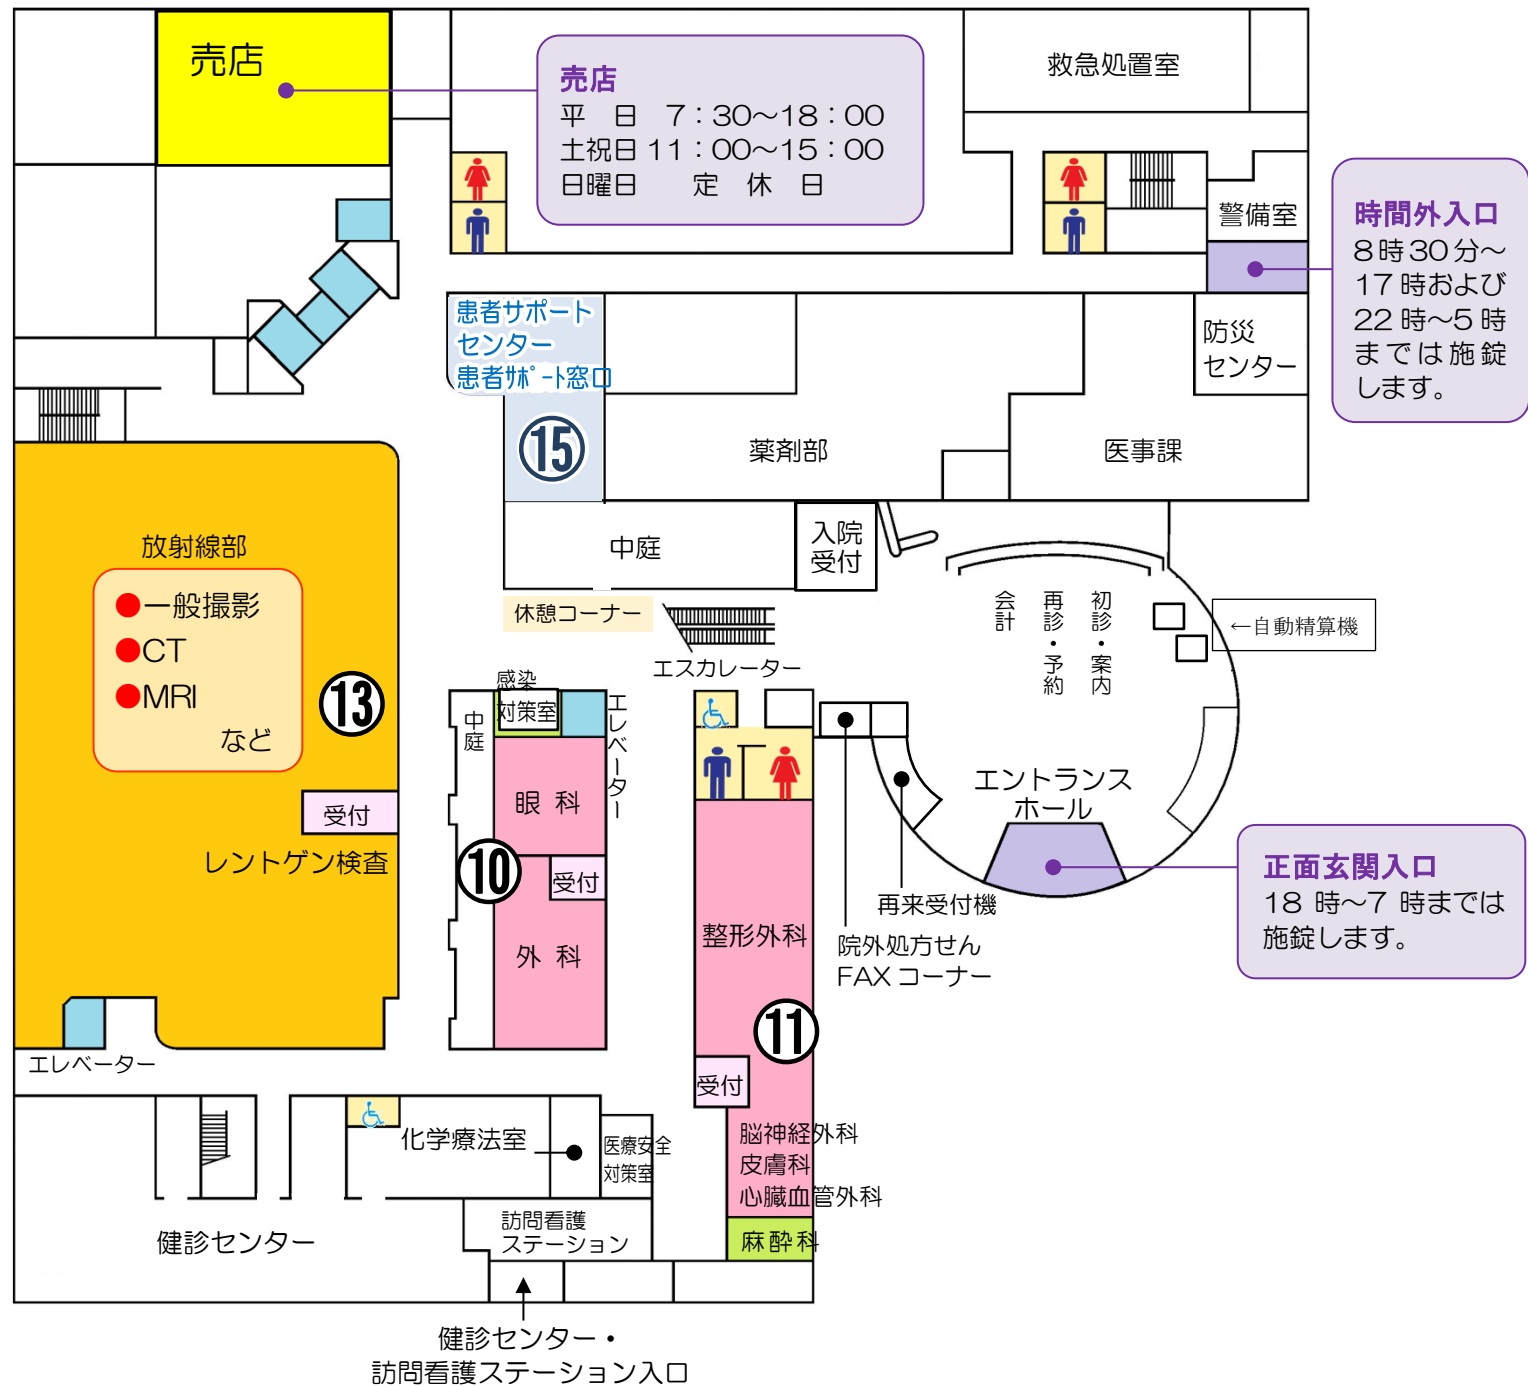 売店
売店
平　日　7：30～18：00
土祝日 11：00～15：00
日曜日　　定　休　日
救急処置室
警備室
時間外入口
8時30分～
17時および
22時～5時
までは施錠
します。
患者サポート
センター
患者ｻﾎﾟｰﾄ窓口
⑮
防災
センター
薬剤部
医事課
中庭
入院
受付
休憩コーナー
エスカレーター
会計
再診・予約
初診・案内
←自動精算機
放射線部
●一般撮影
●CT
●MRI
など
⑬
受付
レントゲン検査
エレベーター
中庭
感染
対策室
エレベーター
眼 科
⑩
受付
外 科
整形外科
⑪
受付
脳神経外科
皮膚科
心臓血管外科
麻酔科
エントランス
ホール
再来受付機
院外処方せん
FAXコーナー
正面玄関入口
18 時～7 時までは
施錠します。
化学療法室
医療安全
対策室
健診センター
訪問看護
ステーション
健診センター・
訪問看護ステーション入口